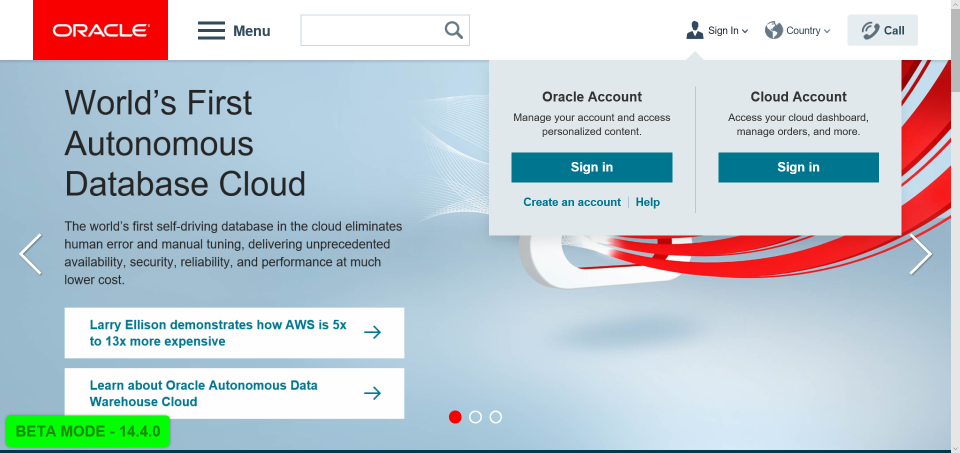 ORACLE
Menu
Sign In
Country
Call
World's First
Autonomous
Database Cloud
The world's first self-driving database in the cloud eliminates
human error and manual tuning, delivering unprecedented
availability, security, reliability, and performance at much
lower cost.
Larry Ellison demonstrates how AWS is 5x
to 13x more expensive
Learn about Oracle Autonomous Data
Warehouse Cloud
Oracle Account
Manage your account and access
personalized content.
Sign in
Create an account | Help
Cloud Account
Access your cloud dashboard,
manage orders, and more.
Sign in
BETA MODE - 14.4.0